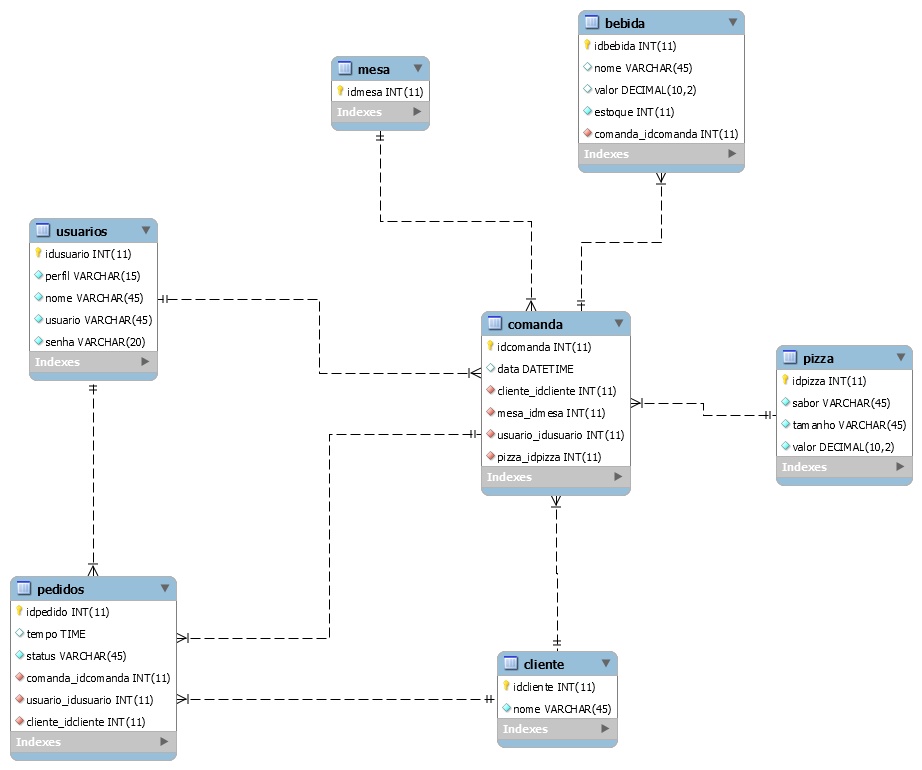 bebida
idbebida INT(11)
nome VARCHAR(45)
valor DECIMAL(10,2)
estoque INT(11)
comanda_idcomanda INT(11)
Indexes
mesa
idmesa INT(11)
Indexes
usuarios
idusuario INT(11)
perfil VARCHAR(15)
nome VARCHAR(45)
usuario VARCHAR(45)
senha VARCHAR(20)
Indexes
comanda
idcomanda INT(11)
data DATETIME
cliente_idcliente INT(11)
mesa_idmesa INT(11)
usuario_idusuario INT(11)
pizza_idpizza INT(11)
Indexes
pizza
idpizza INT(11)
sabor VARCHAR(45)
tamanho VARCHAR(45)
valor DECIMAL(10,2)
Indexes
pedidos
idpedido INT(11)
tempo TIME
status VARCHAR(45)
comanda_idcomanda INT(11)
usuario_idusuario INT(11)
cliente_idcliente INT(11)
Indexes
cliente
idcliente INT(11)
nome VARCHAR(45)
Indexes